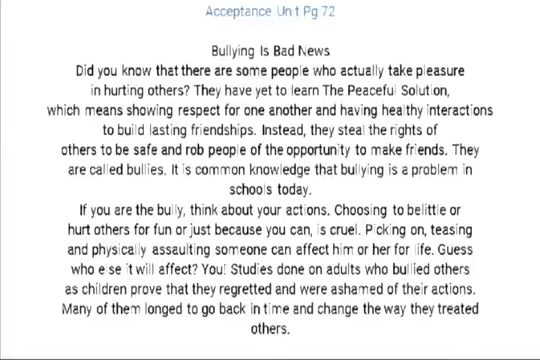 Acceptance Unit Pg 72
Bullying Is Bad News
Did you know that there are some people who actually take pleasure
in hurting others? They have yet to learn The Peaceful Solution,
which means showing respect for one another and having healthy interactions
to build lasting friendships. Instead, they steal the rights of
others to be safe and rob people of the opportunity to make friends. They
are called bullies. It is common knowledge that bullying is a problem in
schools today.
If you are the bully, think about your actions. Choosing to belittle or
hurt others for fun or just because you can, is cruel. Picking on, teasing
and physically assaulting someone can affect him or her for life. Guess
who else it will affect? You! Studies done on adults who bullied others
as children prove that they regretted and were ashamed of their actions.
Many of them longed to go back in time and change the way they treated
others.